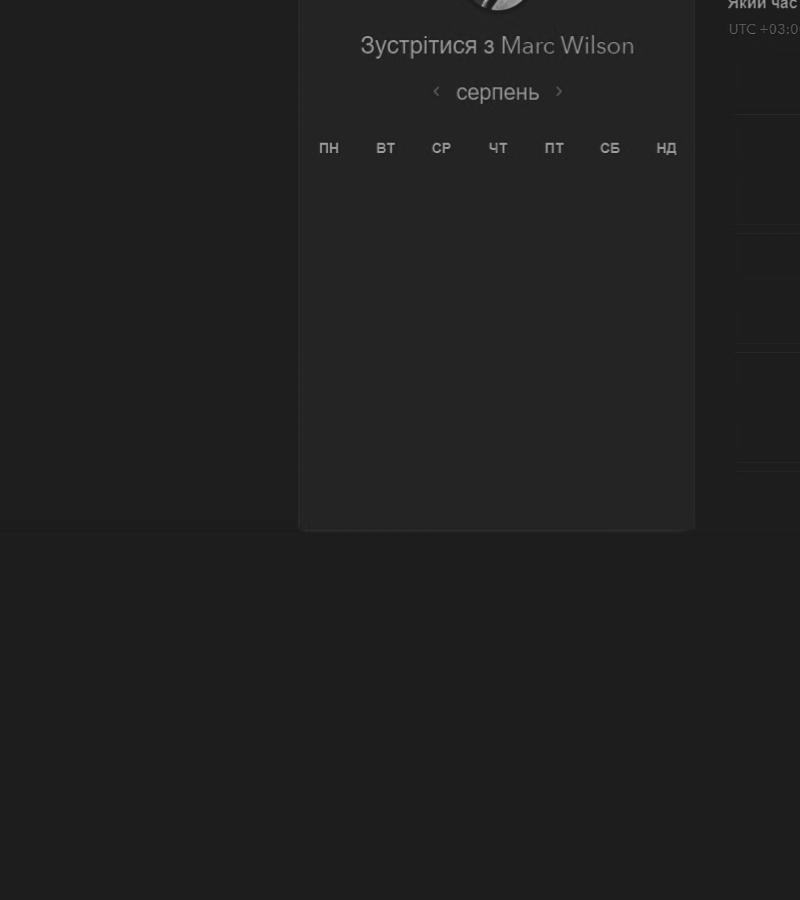 Зустрітися з Marc Wilson
‹ серпень ›
ПН ВТ СР ЧТ ПТ СБ НД
Який час
UTC +03:0